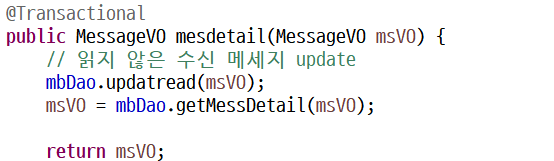 @Transactional
public MessageVO mesdetail(MessageVO msVO) {
// 읽지 않은 수신 메세지 update
mbDao.updatread(msVO);
msVO = mbDao.getMessDetail(msVO);
return msVO;